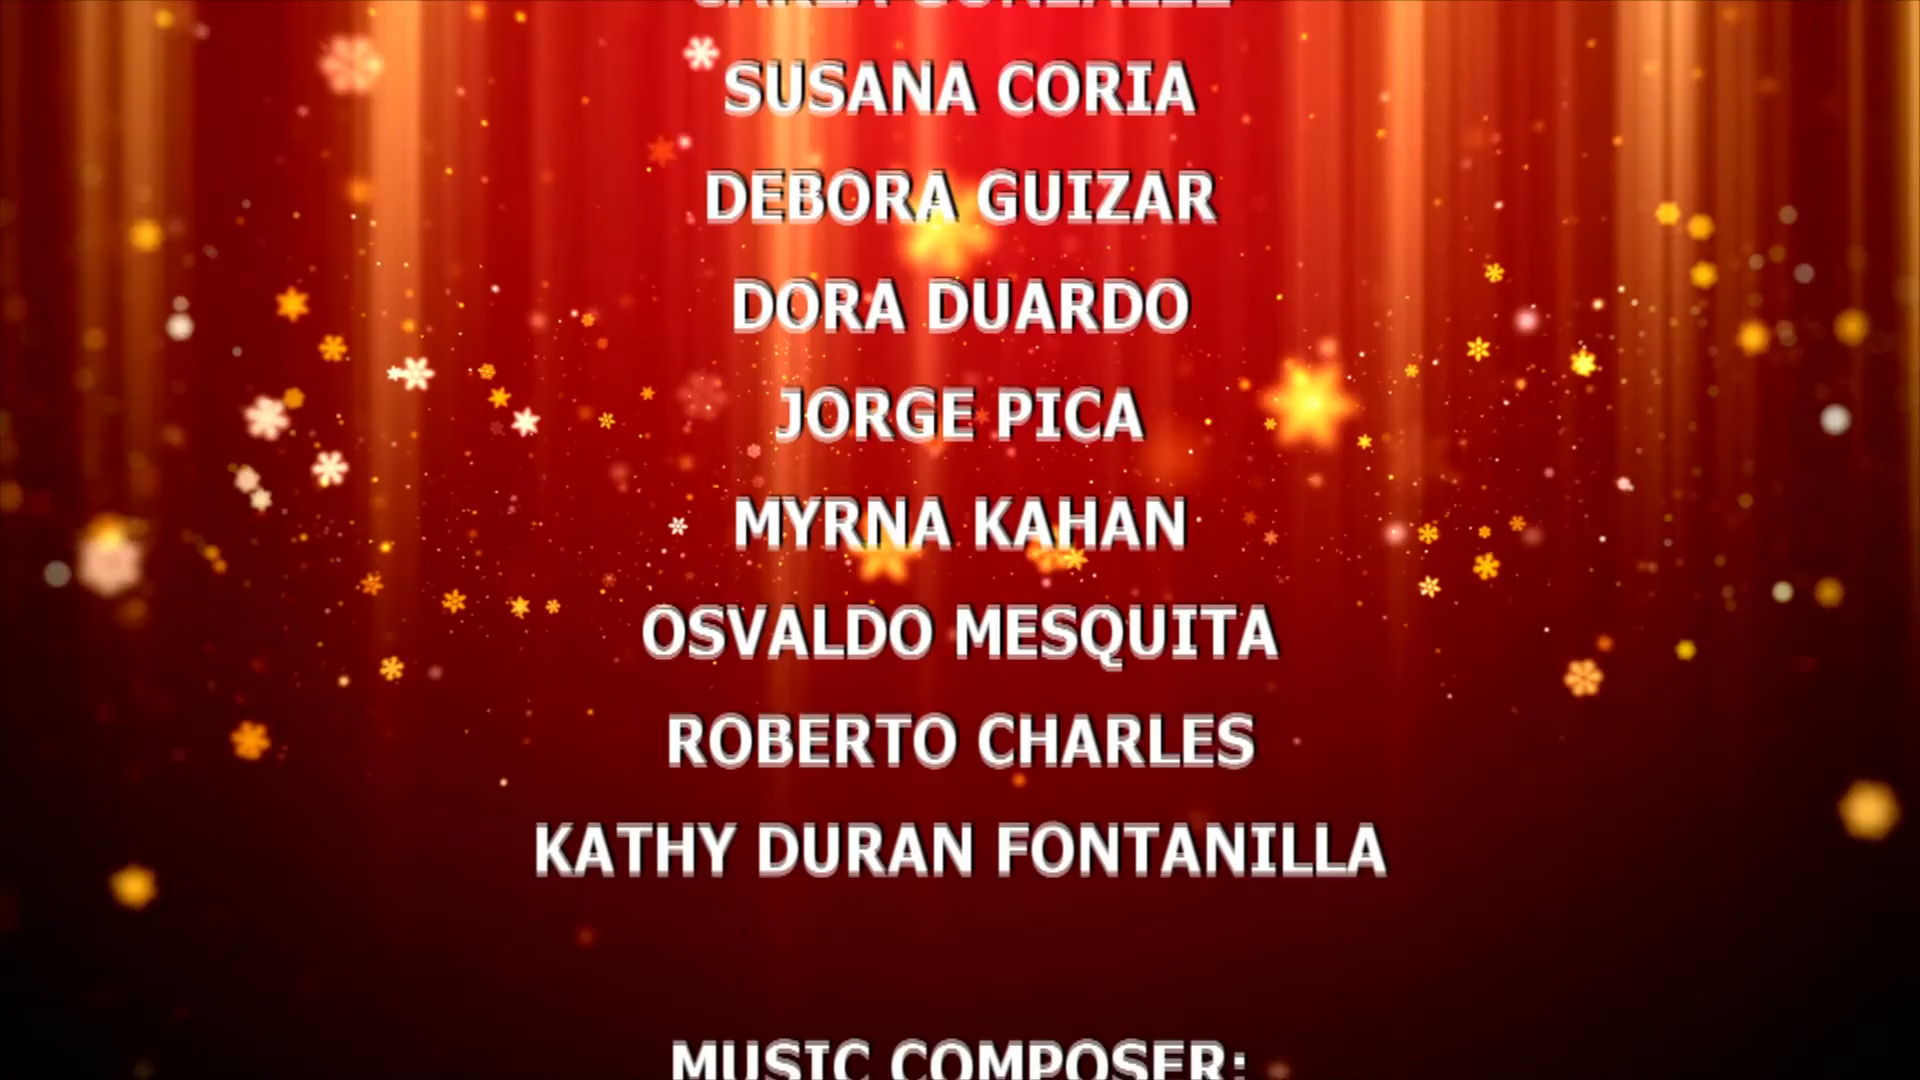 SUSANA CORIA
DEBORA GUIZAR
DORA DUARDO
JORGE PICA
MYRNA KAHAN
OSVALDO MESQUITA
ROBERTO CHARLES
KATHY DURAN FONTANILLA
MUSIC COMPOSER: